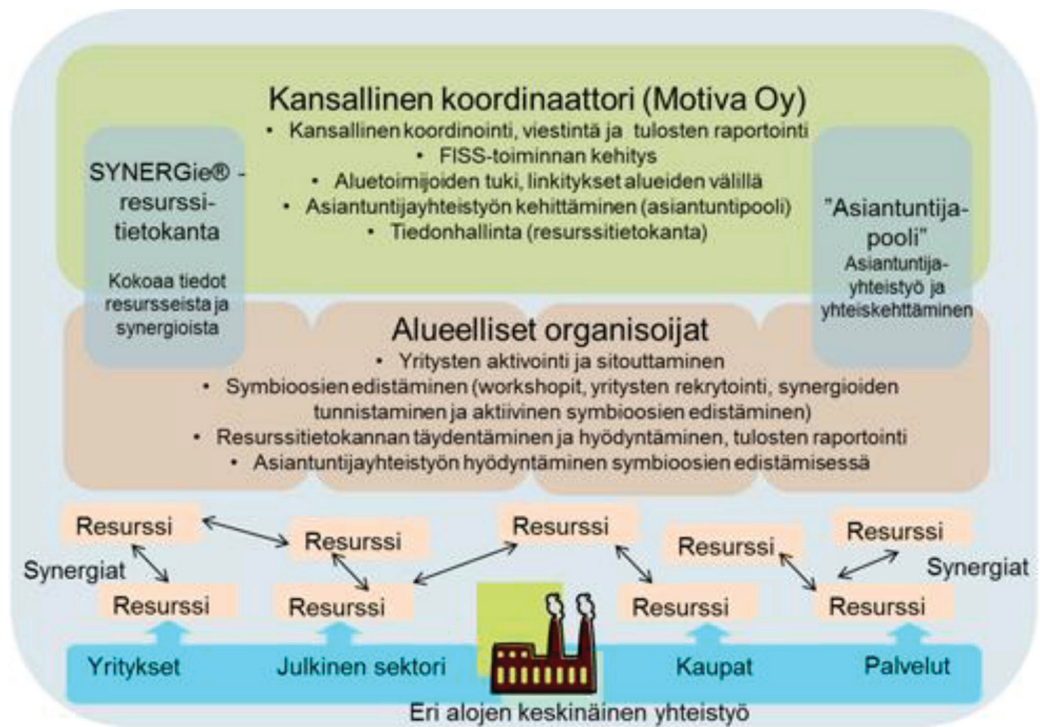 Kansallinen koordinaattori (Motiva Oy)
• Kansallinen koordinointi, viestintä ja tulosten raportointi
• FISS-toiminnan kehitys
• Aluetoimijoiden tuki, linkitykset alueiden välillä
• Asiantuntijayhteistyön kehittäminen (asiantuntipooli)
• Tiedonhallinta (resurssitietokanta)
SYNERGie® -
resurssi-
tietokanta
Kokoaa tiedot
resursseista ja
synergioista
"Asiantuntija-
pooli"
Asiantuntija-
yhteistyö ja
yhteiskehttäminen
Alueelliset organisoijat
• Yritysten aktivointi ja sitouttaminen
• Symbioosien edistäminen (workshopit, yritysten rekrytointi, synergioiden
tunnistaminen ja aktiivinen symbioosien edistäminen)
• Resurssitietokannan täydentäminen ja hyödyntäminen, tulosten raportointi
• Asiantuntijayhteistyön hyödyntäminen symbioosien edistämisessä
Resurssi
Resurssi
Resurssi
Resurssi
Resurssi
Synergiat
Synergiat
Resurssi
Resurssi
Resurssi
Resurssi
Yritykset
Julkinen sektori
Kaupat
Palvelut
Eri alojen keskinäinen yhteistyö